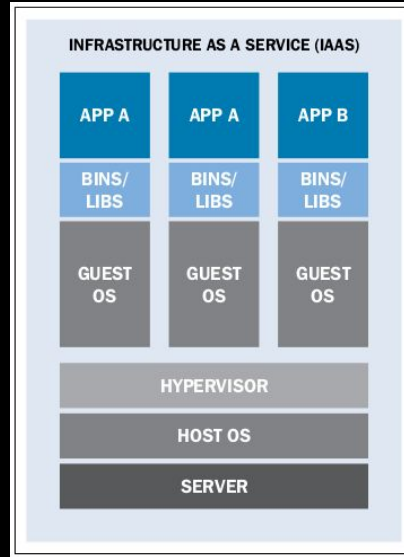 INFRASTRUCTURE AS A SERVICE (IAAS)
APP A
APP A
APP B
BINS/
LIBS
BINS/
LIBS
BINS/
LIBS
GUEST
OS
GUEST
OS
GUEST
OS
HYPERVISOR
HOST OS
SERVER